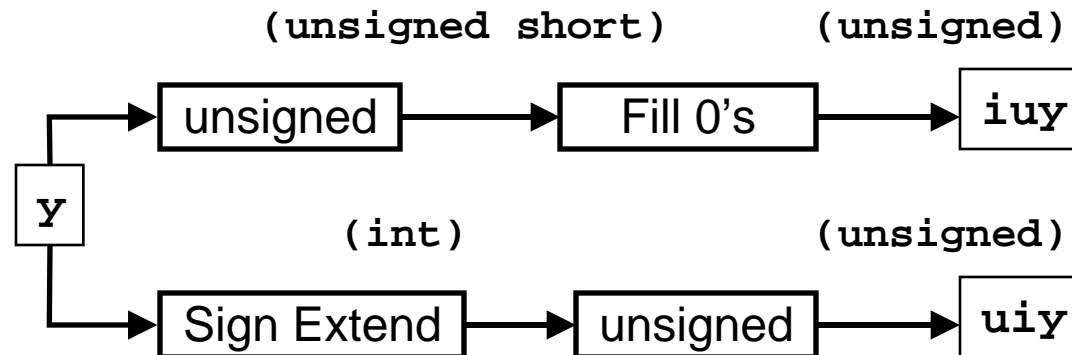 (unsigned short) (unsigned)
unsigned Fill 0's iuy
y
(int) (unsigned)
Sign Extend unsigned uiy